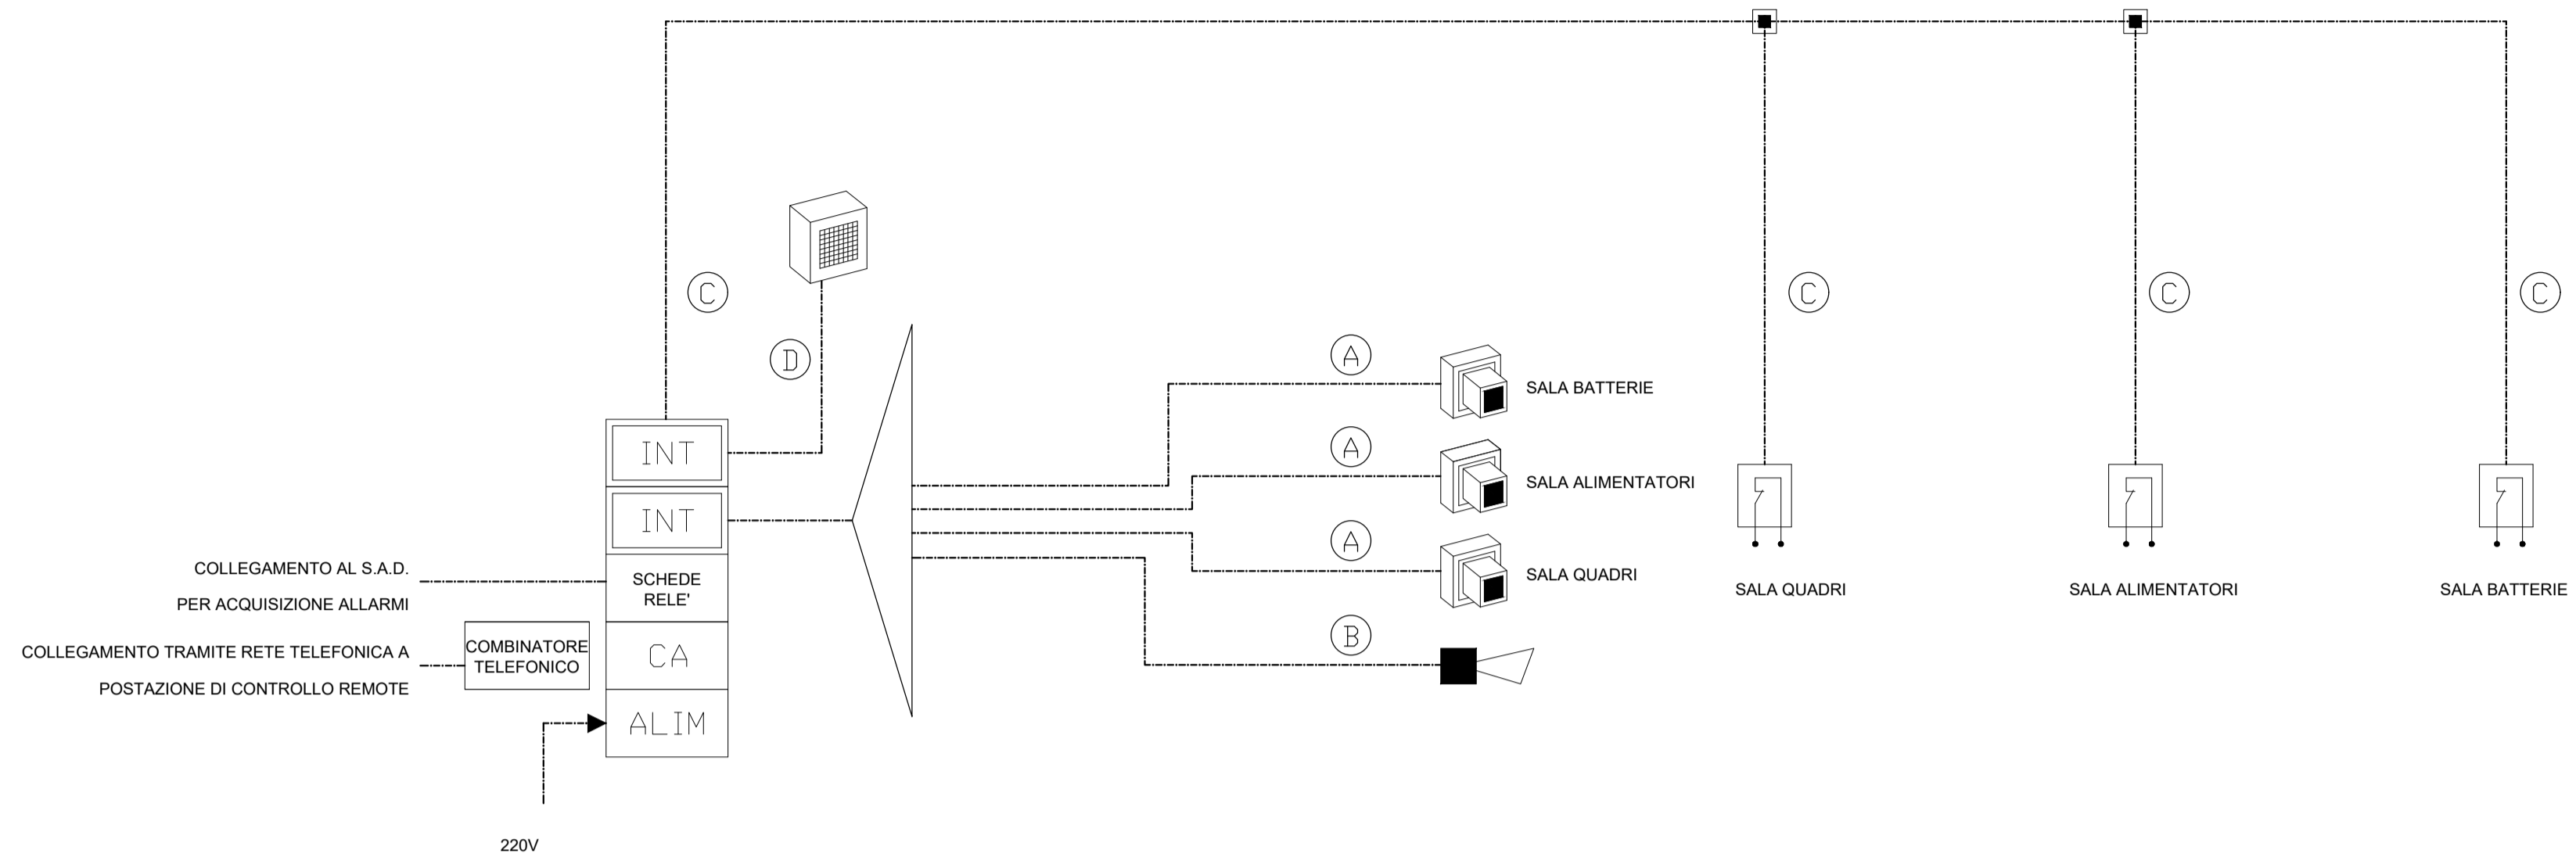 C
C
C
C
D
A
SALA BATTERIE
INT
A
SALA ALIMENTATORI
INT
A
SALA QUADRI
COLLEGAMENTO AL S.A.D.
PER ACQUISIZIONE ALLARMI
SCHEDE
RELE'
SALA QUADRI
SALA ALIMENTATORI
SALA BATTERIE
B
COLLEGAMENTO TRAMITE RETE TELEFONICA A
POSTAZIONE DI CONTROLLO REMOTE
COMBINATORE
TELEFONICO
CA
ALIM
220V